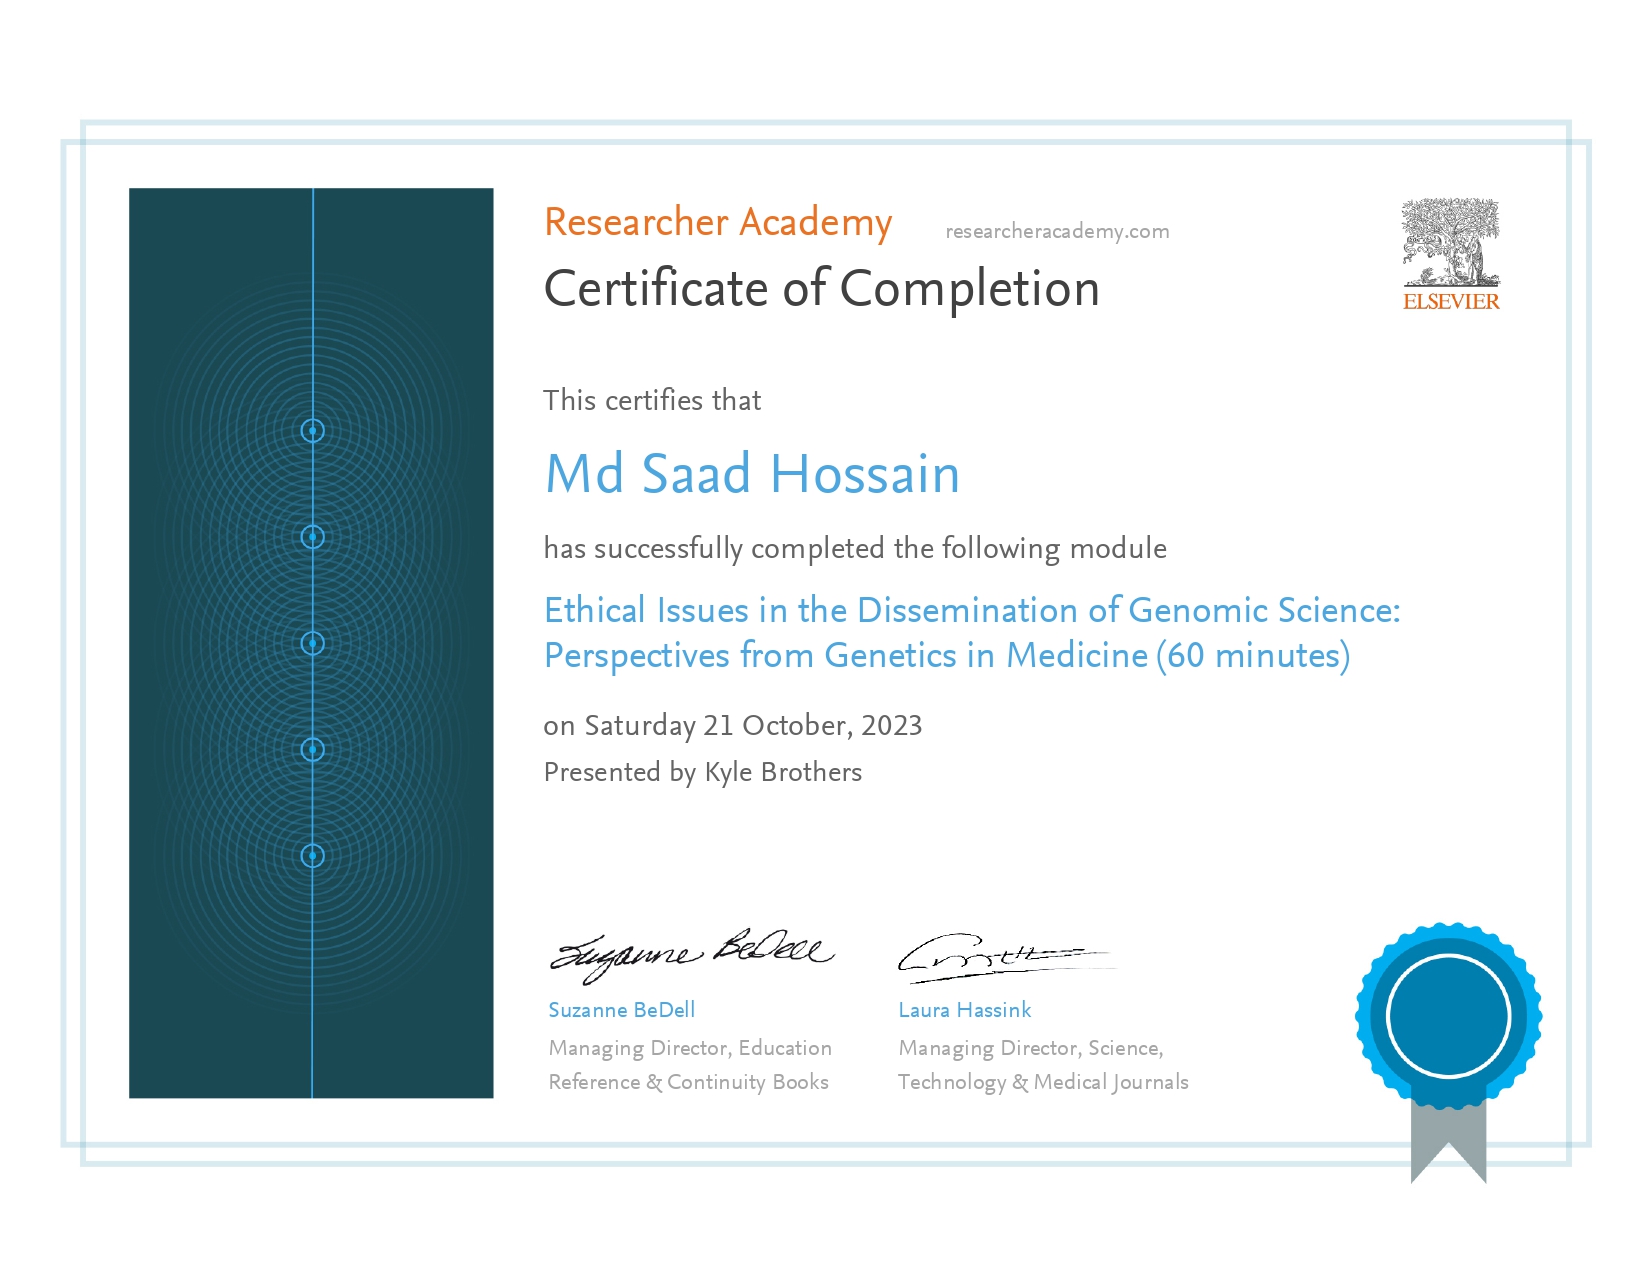 Researcher Academy researcheracademy.com
Certificate of Completion
ELSEVIER
This certifies that
Md Saad Hossain
has successfully completed the following module
Ethical Issues in the Dissemination of Genomic Science:
Perspectives from Genetics in Medicine (60 minutes)
on Saturday 21 October, 2023
Presented by Kyle Brothers
Suzanne BeDell
Suzanne BeDell
Managing Director, Education
Reference & Continuity Books
Laura Hassink
Managing Director, Science,
Technology & Medical Journals